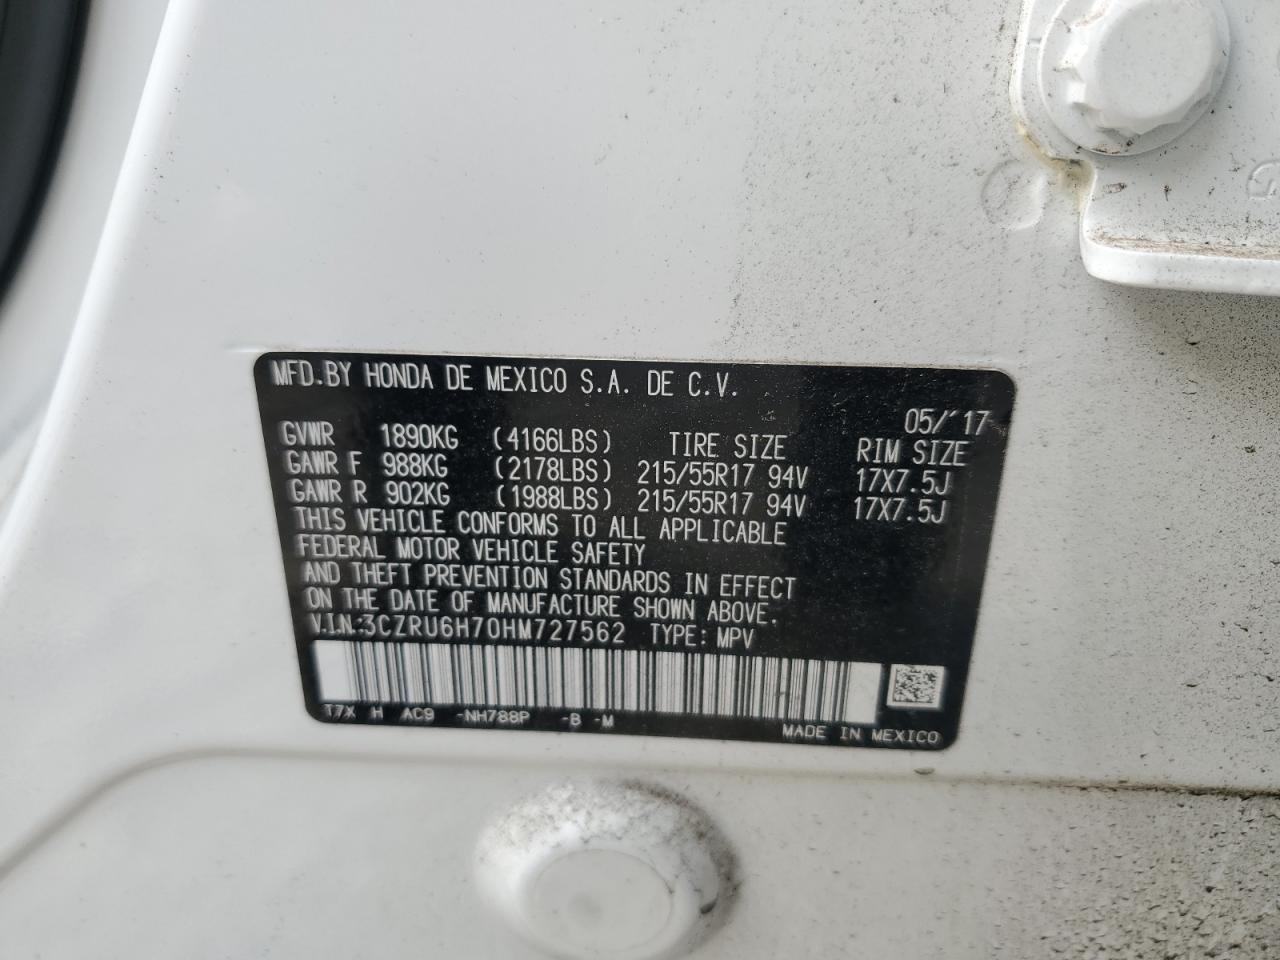 MFD.BY HONDA DE MEXICO S.A. DE C.V.
05/'17
GVWR 1890KG (4166LBS) TIRE SIZE RIM SIZE
GAWR F 988KG (2178LBS) 215/55R17 94V 17X7.5J
GAWR R 902KG (1988LBS) 215/55R17 94V 17X7.5J
THIS VEHICLE CONFORMS TO ALL APPLICABLE
FEDERAL MOTOR VEHICLE SAFETY
AND THEFT PREVENTION STANDARDS IN EFFECT
ON THE DATE OF MANUFACTURE SHOWN ABOVE.
V.I.N.:3CZRU6H70HM727562 TYPE: MPV
T7X H AC9 -NH788P -B -M
MADE IN MEXICO